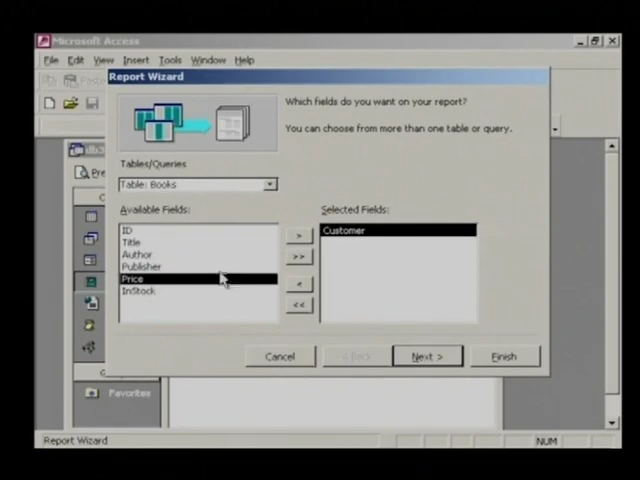 Microsoft Access
File Edit View Insert Tools Window Help
Report Wizard
Which fields do you want on your report?
You can choose from more than one table or query.
Tables/Queries
Table: Books
Available Fields:
Selected Fields:
ID
Title
Author
Publisher
Price
InStock
Customer
>
>>
<
<<
Cancel
< Back
Next >
Finish
Favorites
Report Wizard
NUM